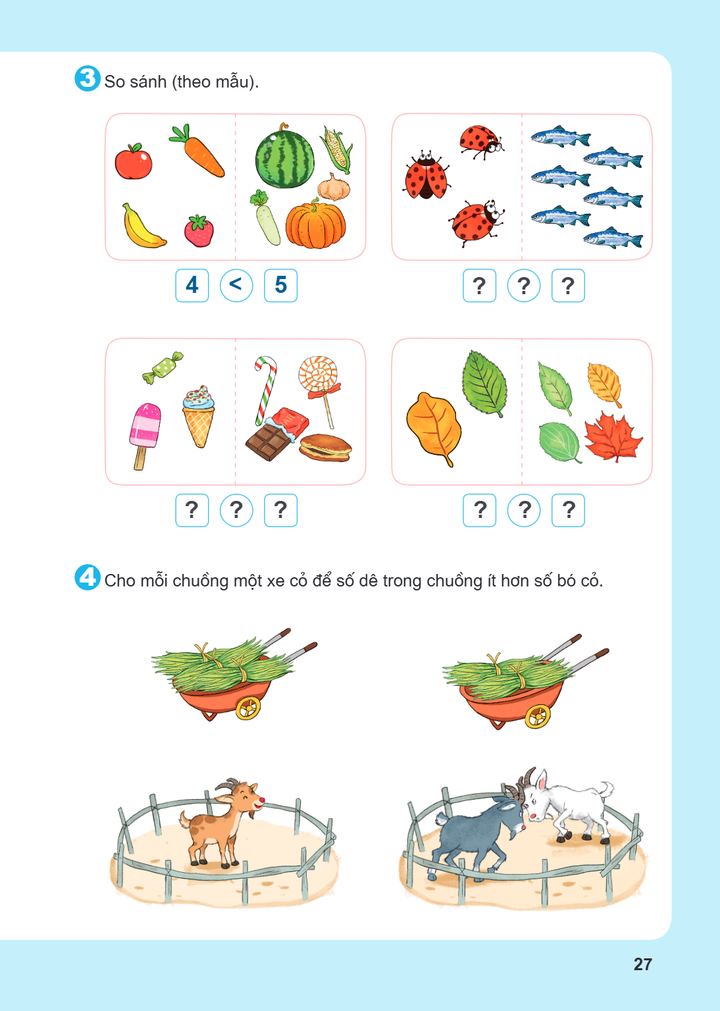 3 So sánh (theo mẫu).
4 < 5
? ? ?
? ? ?
? ? ?
4 Cho mỗi chuồng một xe cỏ để số dê trong chuồng ít hơn số bó cỏ.
27